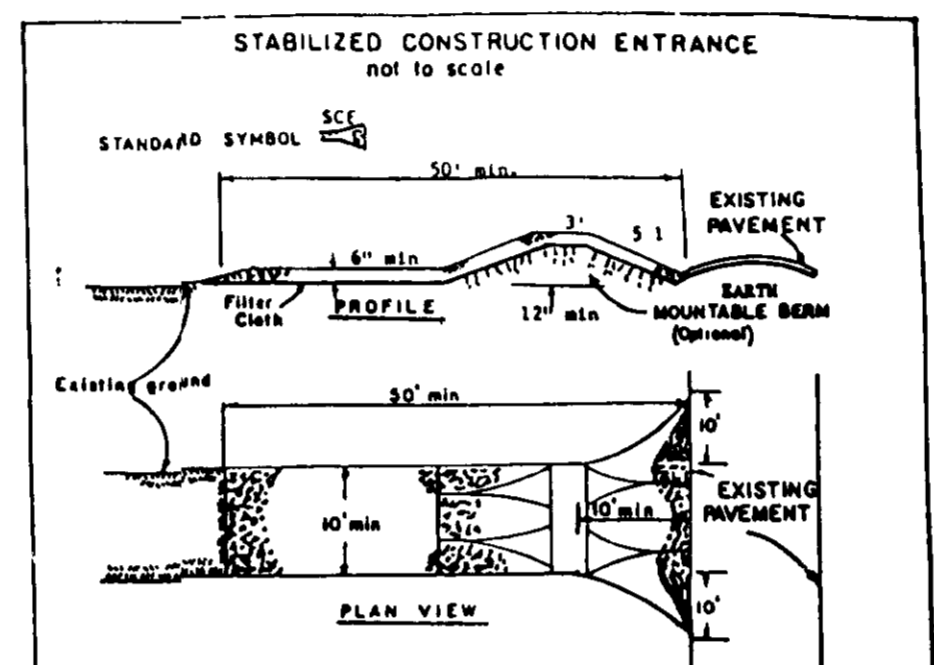 STABILIZED CONSTRUCTION ENTRANCE
not to scale
STANDARD SYMBOL SCE
50' min.
EXISTING
PAVEMENT
3'
5 1
6" min
Filter
Cloth
PROFILE
12" min
EARTH
MOUNTABLE BERM
(Optional)
Existing ground
50' min
10'
10' min
10' min
EXISTING
PAVEMENT
10'
PLAN VIEW